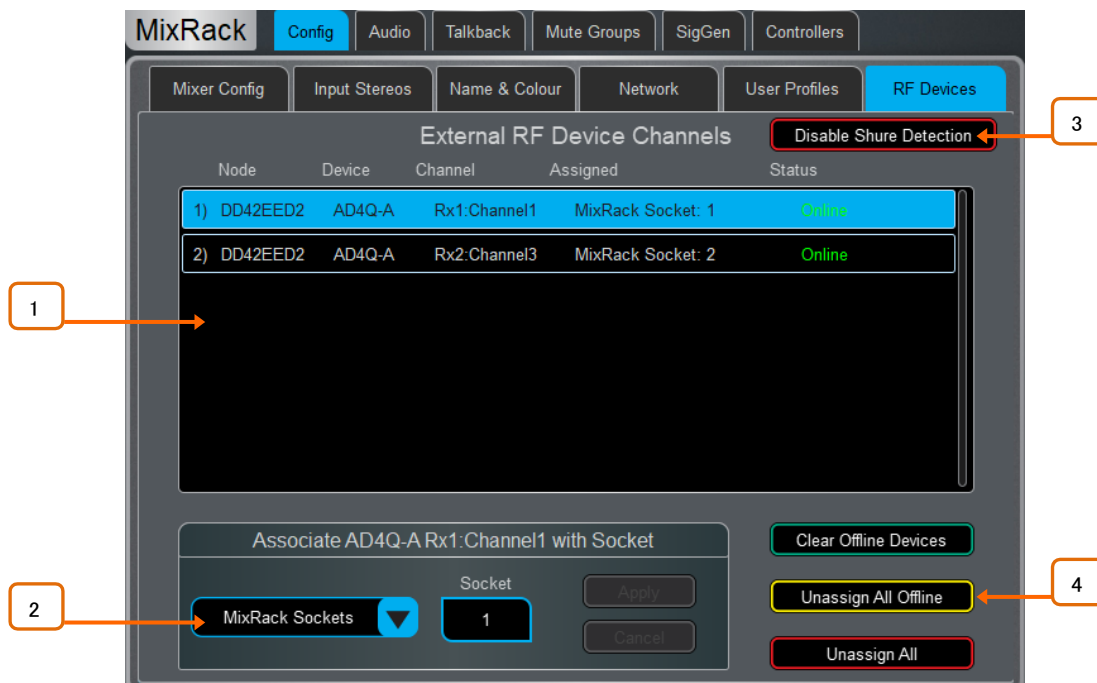 MixRack Config Audio Talkback Mute Groups SigGen Controllers
Mixer Config Input Stereos Name & Colour Network User Profiles RF Devices
External RF Device Channels Disable Shure Detection 3
Node Device Channel Assigned Status
1) DD42EED2 AD4Q-A Rx1:Channel1 MixRack Socket: 1 Online
2) DD42EED2 AD4Q-A Rx2:Channel3 MixRack Socket: 2 Online
1
Associate AD4Q-A Rx1:Channel1 with Socket Clear Offline Devices
Socket Apply Unassign All Offline 4
2 MixRack Sockets 1
Cancel Unassign All